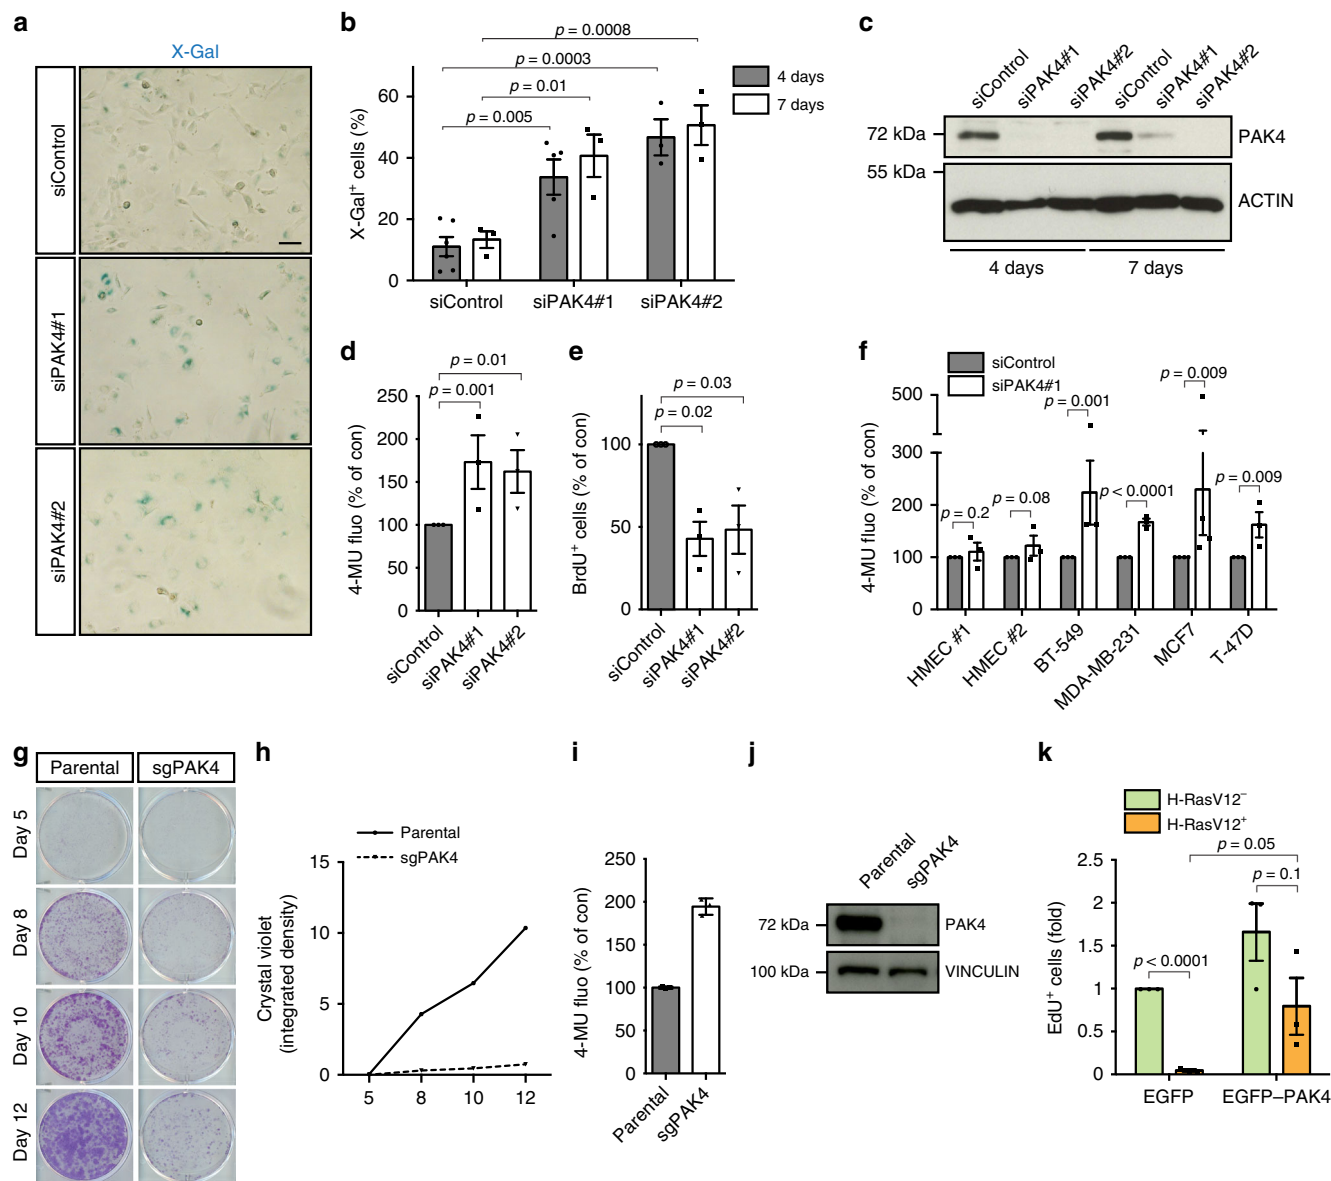 a
X-Gal
siControl
siPAK4#1
siPAK4#2
b
p = 0.0008
p = 0.0003
p = 0.01
p = 0.005
4 days
7 days
X-Gal⁺ cells (%)
60
40
20
0
siControl
siPAK4#1
siPAK4#2
c
siControl
siPAK4#1
siPAK4#2
siControl
siPAK4#1
siPAK4#2
72 kDa
PAK4
55 kDa
ACTIN
4 days
7 days
d
p = 0.01
p = 0.001
4-MU fluo (% of con)
250
200
150
100
50
0
siControl
siPAK4#1
siPAK4#2
e
p = 0.03
p = 0.02
BrdU⁺ cells (% of con)
100
50
0
siControl
siPAK4#1
siPAK4#2
f
siControl
siPAK4#1
p = 0.2
p = 0.08
p = 0.001
p < 0.0001
p = 0.009
p = 0.009
4-MU fluo (% of con)
500
300
200
100
0
HMEC #1
HMEC #2
BT-549
MDA-MB-231
MCF7
T-47D
g
Parental
sgPAK4
Day 5
Day 8
Day 10
Day 12
h
Parental
sgPAK4
Crystal violet
(integrated density)
15
10
5
0
5
8
10
12
i
4-MU fluo (% of con)
250
200
150
100
50
0
Parental
sgPAK4
j
Parental
sgPAK4
72 kDa
PAK4
100 kDa
VINCULIN
k
H-RasV12⁻
H-RasV12⁺
p = 0.05
p = 0.1
p < 0.0001
EdU⁺ cells (fold)
2.5
2
1.5
1
0.5
0
EGFP
EGFP–PAK4